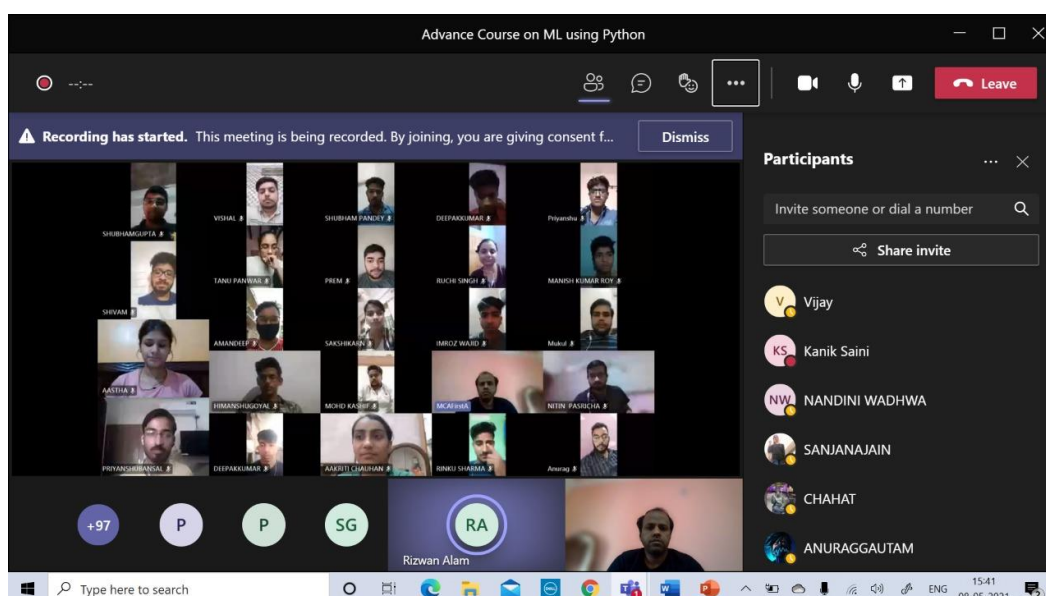 Advance Course on ML using Python
--:--
Leave
Recording has started. This meeting is being recorded. By joining, you are giving consent f...
Dismiss
Participants
Invite someone or dial a number
Share invite
Vijay
KS
Kanik Saini
NW
NANDINI WADHWA
SANJANAJAIN
CHAHAT
ANURAGGAUTAM
SHUBHAMGUPTA
VISHAL
SHUBHAM PANDEY
DEEPAKKUMAR
Priyanshu
SHIVAM
TANU PANWAR
PREM
RUCHI SINGH
MANISH KUMAR ROY
AASTHA
AMANDEEP
SAKSHIKARN
IMROZ WAJID
Mukul
HIMANSHUGOYAL
MOHD KASHIF
MCAFirstA
NITIN PASRICHA
PRIYANSHUBANSAL
DEEPAKKUMAR
AAKRITI CHAUHAN
RINKU SHARMA
Anurag
+97
P
P
SG
RA
Rizwan Alam
Type here to search
ENG
15:41